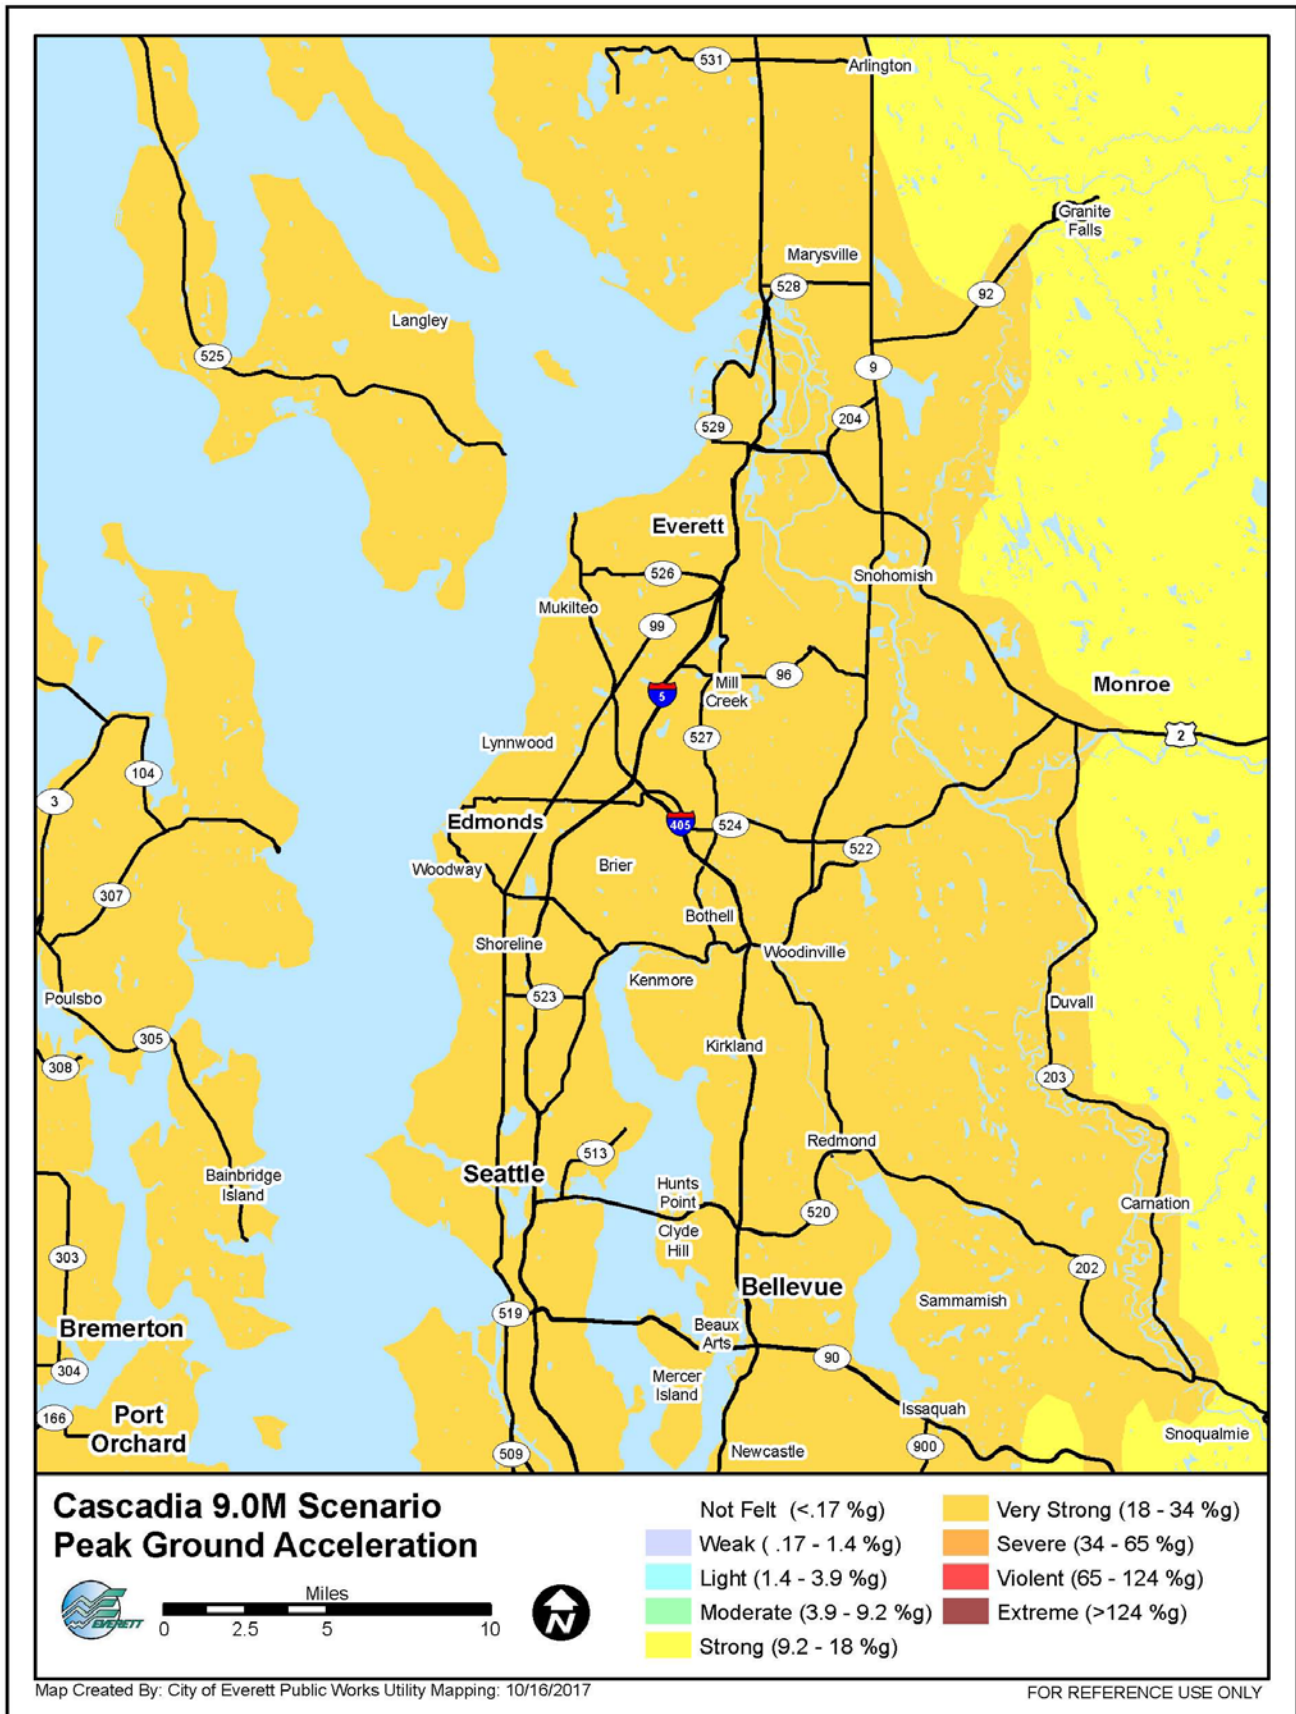 531
Arlington
Granite
Falls
Marysville
528
92
Langley
525
9
204
529
Everett
526
Snohomish
Mukilteo
99
96
5
Mill
Creek
Monroe
527
2
Lynnwood
104
3
Edmonds
405
524
522
Woodway
Brier
307
Bothell
Shoreline
Woodinville
Kenmore
523
Poulsbo
Duvall
305
Kirkland
308
203
Redmond
513
Seattle
Bainbridge
Island
Hunts
Point
520
Carnation
Clyde
Hill
303
202
Bellevue
Sammamish
519
Bremerton
Beaux
Arts
90
304
Mercer
Island
166
Port
Orchard
Issaquah
900
Snoqualmie
509
Newcastle
Cascadia 9.0M Scenario
Peak Ground Acceleration
EVERETT
Miles
0 2.5 5 10
N
Not Felt (<.17 %g)
Weak ( .17 - 1.4 %g)
Light (1.4 - 3.9 %g)
Moderate (3.9 - 9.2 %g)
Strong (9.2 - 18 %g)
Very Strong (18 - 34 %g)
Severe (34 - 65 %g)
Violent (65 - 124 %g)
Extreme (>124 %g)
Map Created By: City of Everett Public Works Utility Mapping: 10/16/2017
FOR REFERENCE USE ONLY